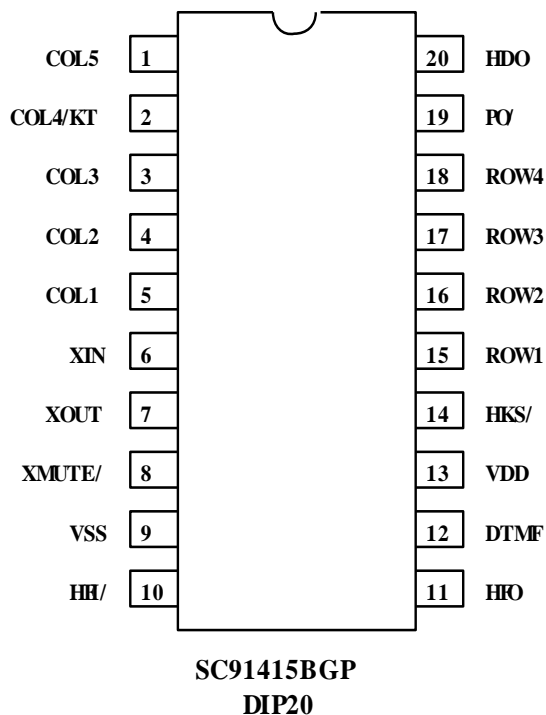 COL5 1 20 HDO
COL4/KT 2 19 PO/
COL3 3 18 ROW4
COL2 4 17 ROW3
COL1 5 16 ROW2
XIN 6 15 ROW1
XOUT 7 14 HKS/
XMUTE/ 8 13 VDD
VSS 9 12 DTMF
HFI/ 10 11 HFO
SC91415BGP
DIP20